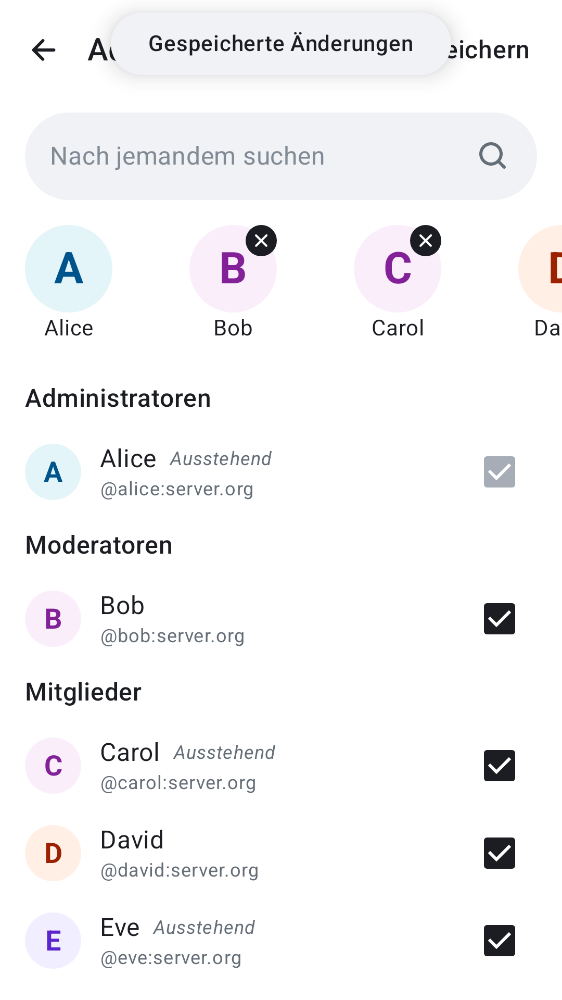 Gespeicherte Änderungen
eichern
Nach jemandem suchen
A
B
C
Alice
Bob
Carol
Da
Administratoren
A
Alice Ausstehend
@alice:server.org
Moderatoren
B
Bob
@bob:server.org
Mitglieder
C
Carol Ausstehend
@carol:server.org
D
David
@david:server.org
E
Eve Ausstehend
@eve:server.org